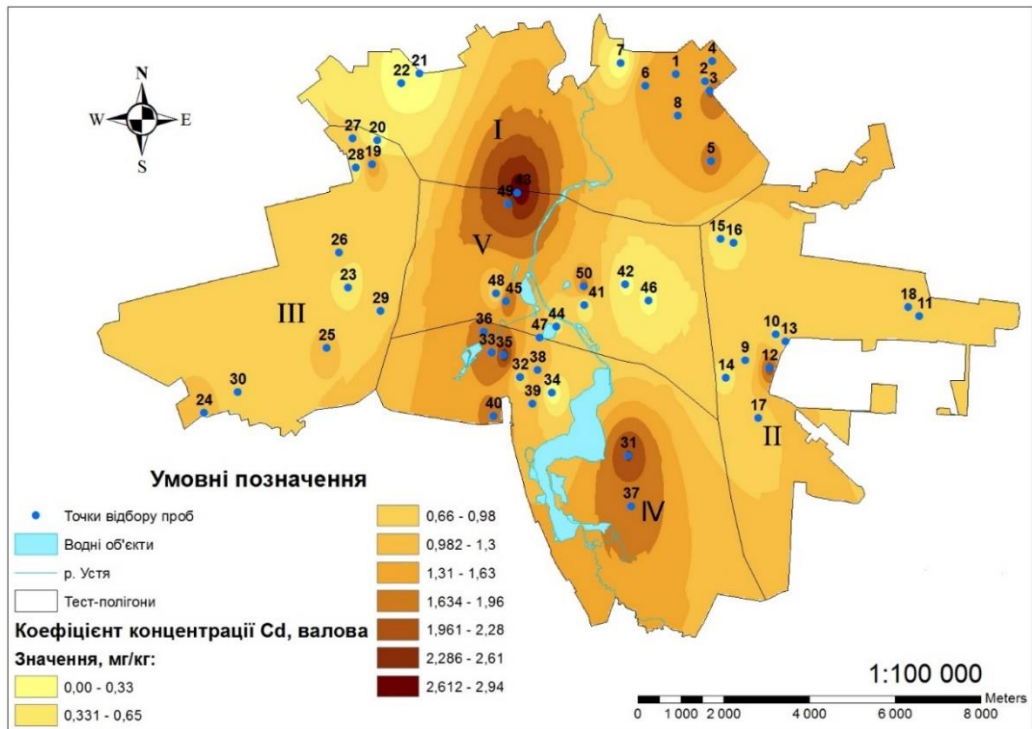 N
W E
S
7
1
4
2
3
6
8
5
21
22
27
20
28
19
I
43
49
V
26
23
29
III
25
30
24
48
45
50
41
42
46
15
16
18
11
10
13
9
12
14
17
II
36
33
35
47
44
32
38
34
39
40
31
37
IV
Умовні позначення
Точки відбору проб
Водні об'єкти
р. Устя
Тест-полігони
Коефіцієнт концентрації Cd, валова
Значення, мг/кг:
0,00 - 0,33
0,331 - 0,65
0,66 - 0,98
0,982 - 1,3
1,31 - 1,63
1,634 - 1,96
1,961 - 2,28
2,286 - 2,61
2,612 - 2,94
1:100 000
Meters
0 1 000 2 000 4 000 6 000 8 000